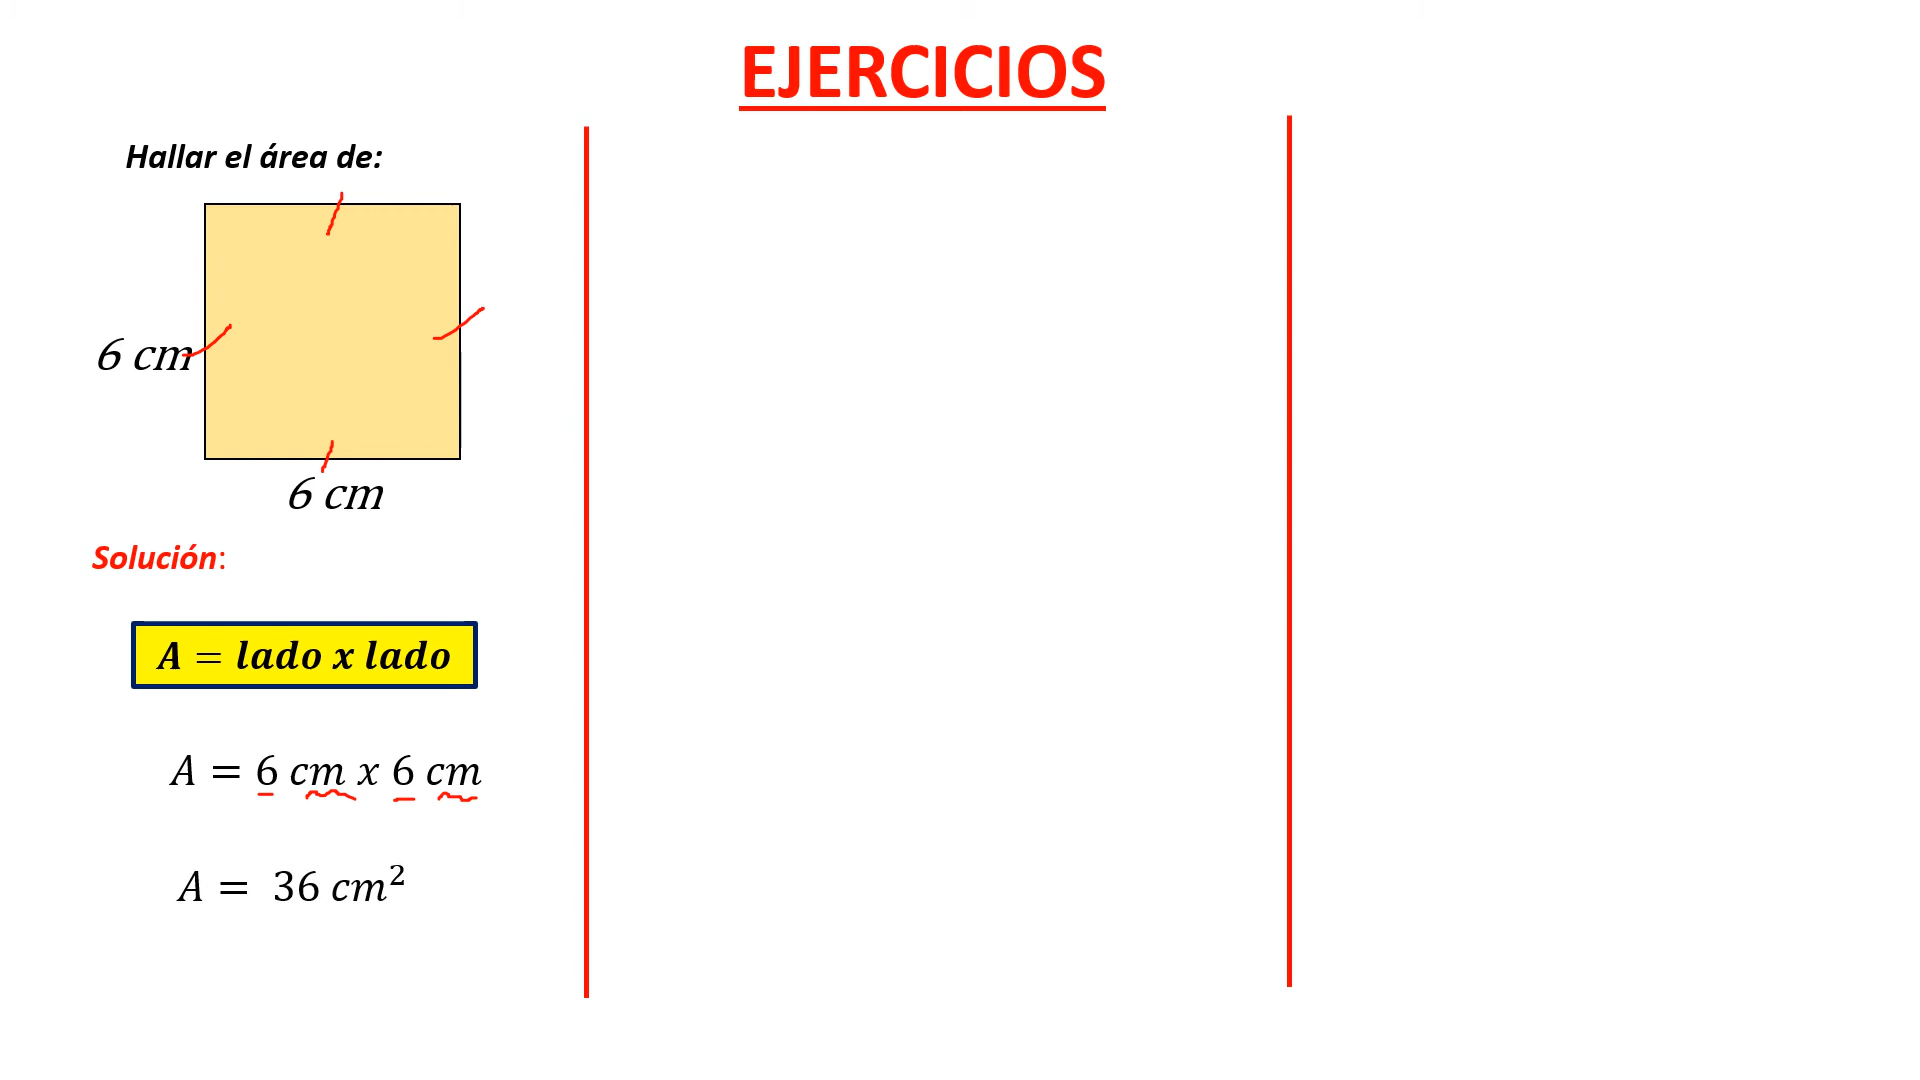 EJERCICIOS
Hallar el área de:
6 cm
6 cm
Solución:
A = lado x lado
A = 6 cm x 6 cm
A = 36 cm²